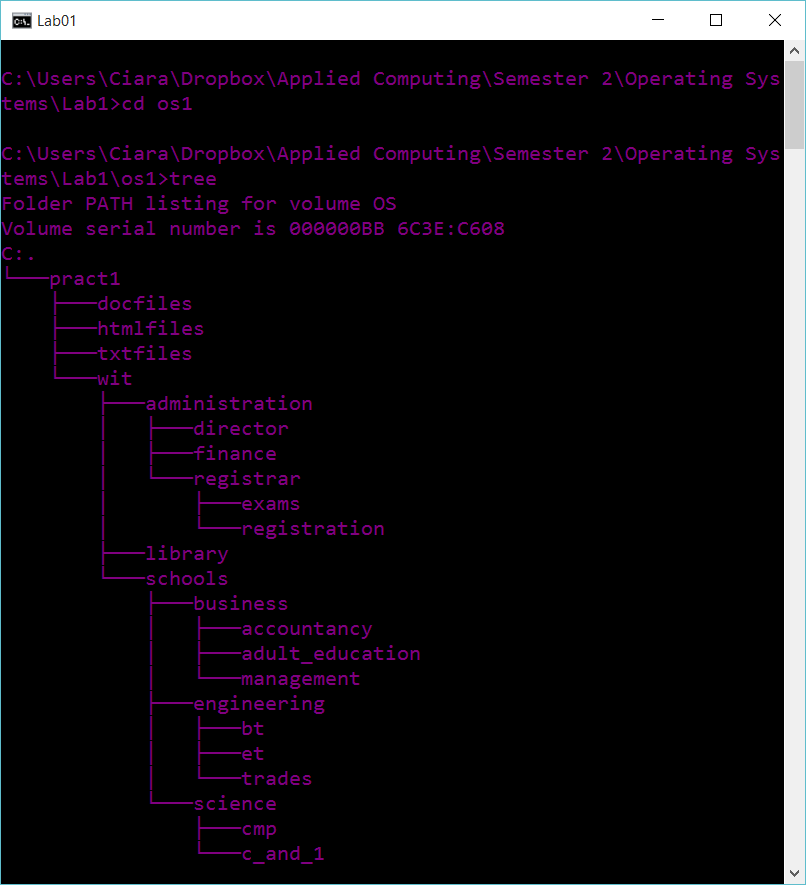 Lab01
C:\Users\Ciara\Dropbox\Applied Computing\Semester 2\Operating Sys
tems\Lab1>cd os1
C:\Users\Ciara\Dropbox\Applied Computing\Semester 2\Operating Sys
tems\Lab1\os1>tree
Folder PATH listing for volume OS
Volume serial number is 000000BB 6C3E:C608
C:.
└───pract1
    ├───docfiles
    ├───htmlfiles
    ├───txtfiles
    └───wit
        ├───administration
        │   ├───director
        │   ├───finance
        │   └───registrar
        │       ├───exams
        │       └───registration
        ├───library
        └───schools
            ├───business
            │   ├───accountancy
            │   ├───adult_education
            │   └───management
            ├───engineering
            │   ├───bt
            │   ├───et
            │   └───trades
            └───science
                ├───cmp
                └───c_and_1